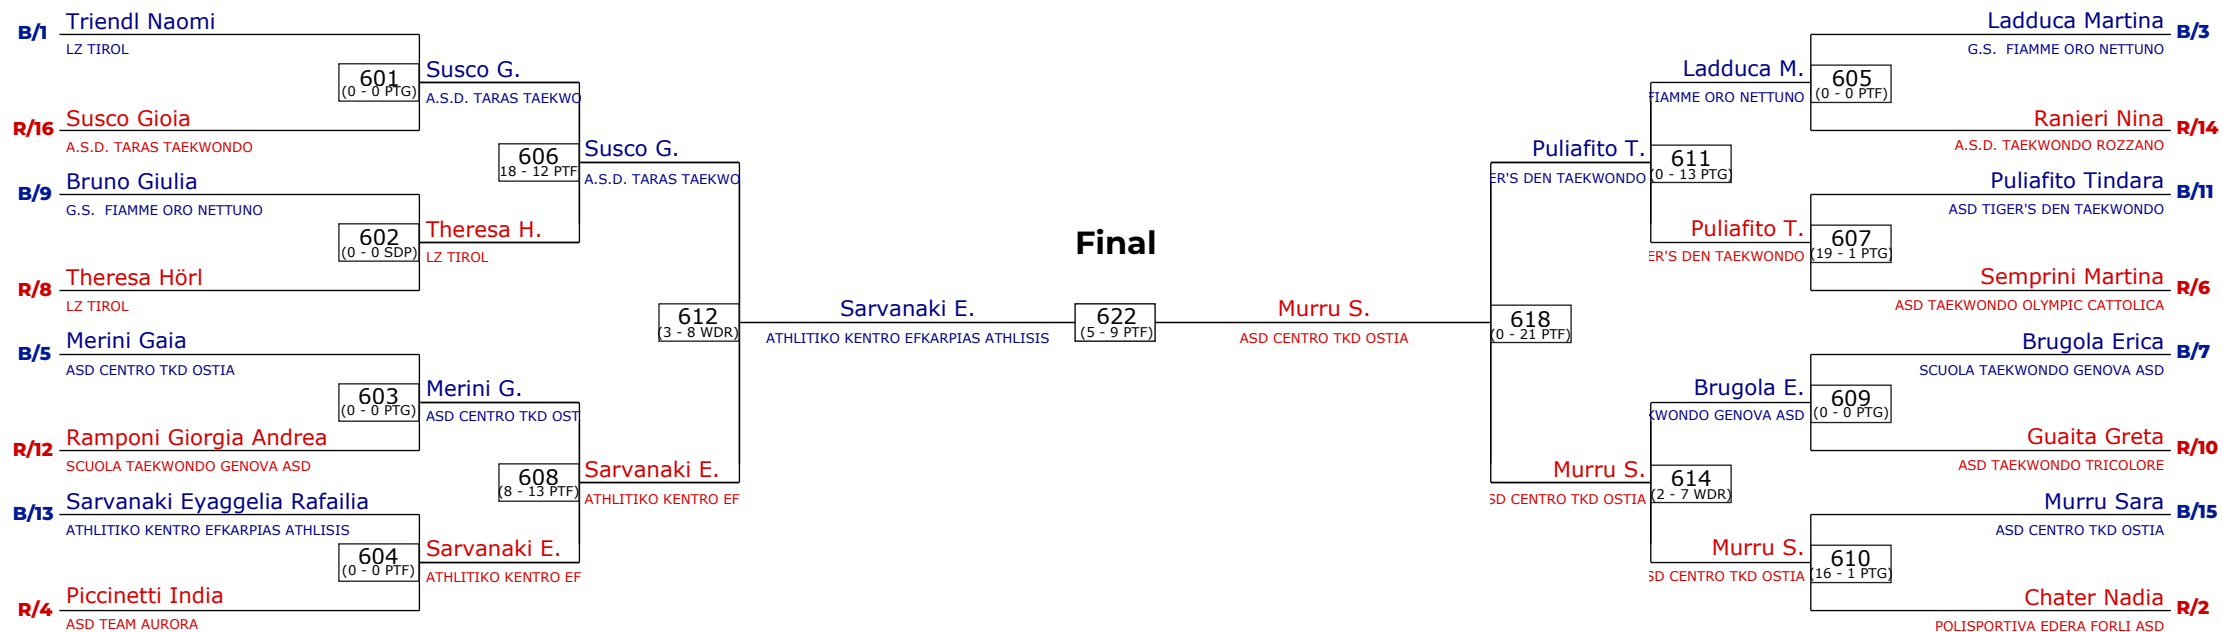 B/1 Triendl Naomi
LZ TIROL
601
(0 - 0 PTG)
R/16 Susco Gioia
A.S.D. TARAS TAEKWONDO
Susco G.
A.S.D. TARAS TAEKWO
B/9 Bruno Giulia
G.S. FIAMME ORO NETTUNO
602
(0 - 0 SDP)
R/8 Theresa Hörl
LZ TIROL
Theresa H.
LZ TIROL
606
18 - 12 PTF
Susco G.
A.S.D. TARAS TAEKWO
B/5 Merini Gaia
ASD CENTRO TKD OSTIA
603
(0 - 0 PTG)
R/12 Ramponi Giorgia Andrea
SCUOLA TAEKWONDO GENOVA ASD
Merini G.
ASD CENTRO TKD OST
B/13 Sarvanaki Eyaggelia Rafailia
ATHLITIKO KENTRO EFKARPIAS ATHLISIS
604
(0 - 0 PTF)
R/4 Piccinetti India
ASD TEAM AURORA
Sarvanaki E.
ATHLITIKO KENTRO EF
608
(8 - 13 PTF)
Sarvanaki E.
ATHLITIKO KENTRO EF
612
(3 - 8 WDR)
Sarvanaki E.
ATHLITIKO KENTRO EFKARPIAS ATHLISIS
Final
622
(5 - 9 PTF)
Murru S.
ASD CENTRO TKD OSTIA
618
(0 - 21 PTF)
Puliafito T.
ER'S DEN TAEKWONDO
611
(0 - 13 PTG)
Ladduca M.
FIAMME ORO NETTUNO
605
(0 - 0 PTF)
Ladduca Martina B/3
G.S. FIAMME ORO NETTUNO
Ranieri Nina R/14
A.S.D. TAEKWONDO ROZZANO
Puliafito T.
ER'S DEN TAEKWONDO
607
(19 - 1 PTG)
Puliafito Tindara B/11
ASD TIGER'S DEN TAEKWONDO
Semprini Martina R/6
ASD TAEKWONDO OLYMPIC CATTOLICA
Murru S.
SD CENTRO TKD OSTIA
614
(2 - 7 WDR)
Brugola E.
KWONDO GENOVA ASD
609
(0 - 0 PTG)
Brugola Erica B/7
SCUOLA TAEKWONDO GENOVA ASD
Guaita Greta R/10
ASD TAEKWONDO TRICOLORE
Murru S.
SD CENTRO TKD OSTIA
610
(16 - 1 PTG)
Murru Sara B/15
ASD CENTRO TKD OSTIA
Chater Nadia R/2
POLISPORTIVA EDERA FORLI ASD